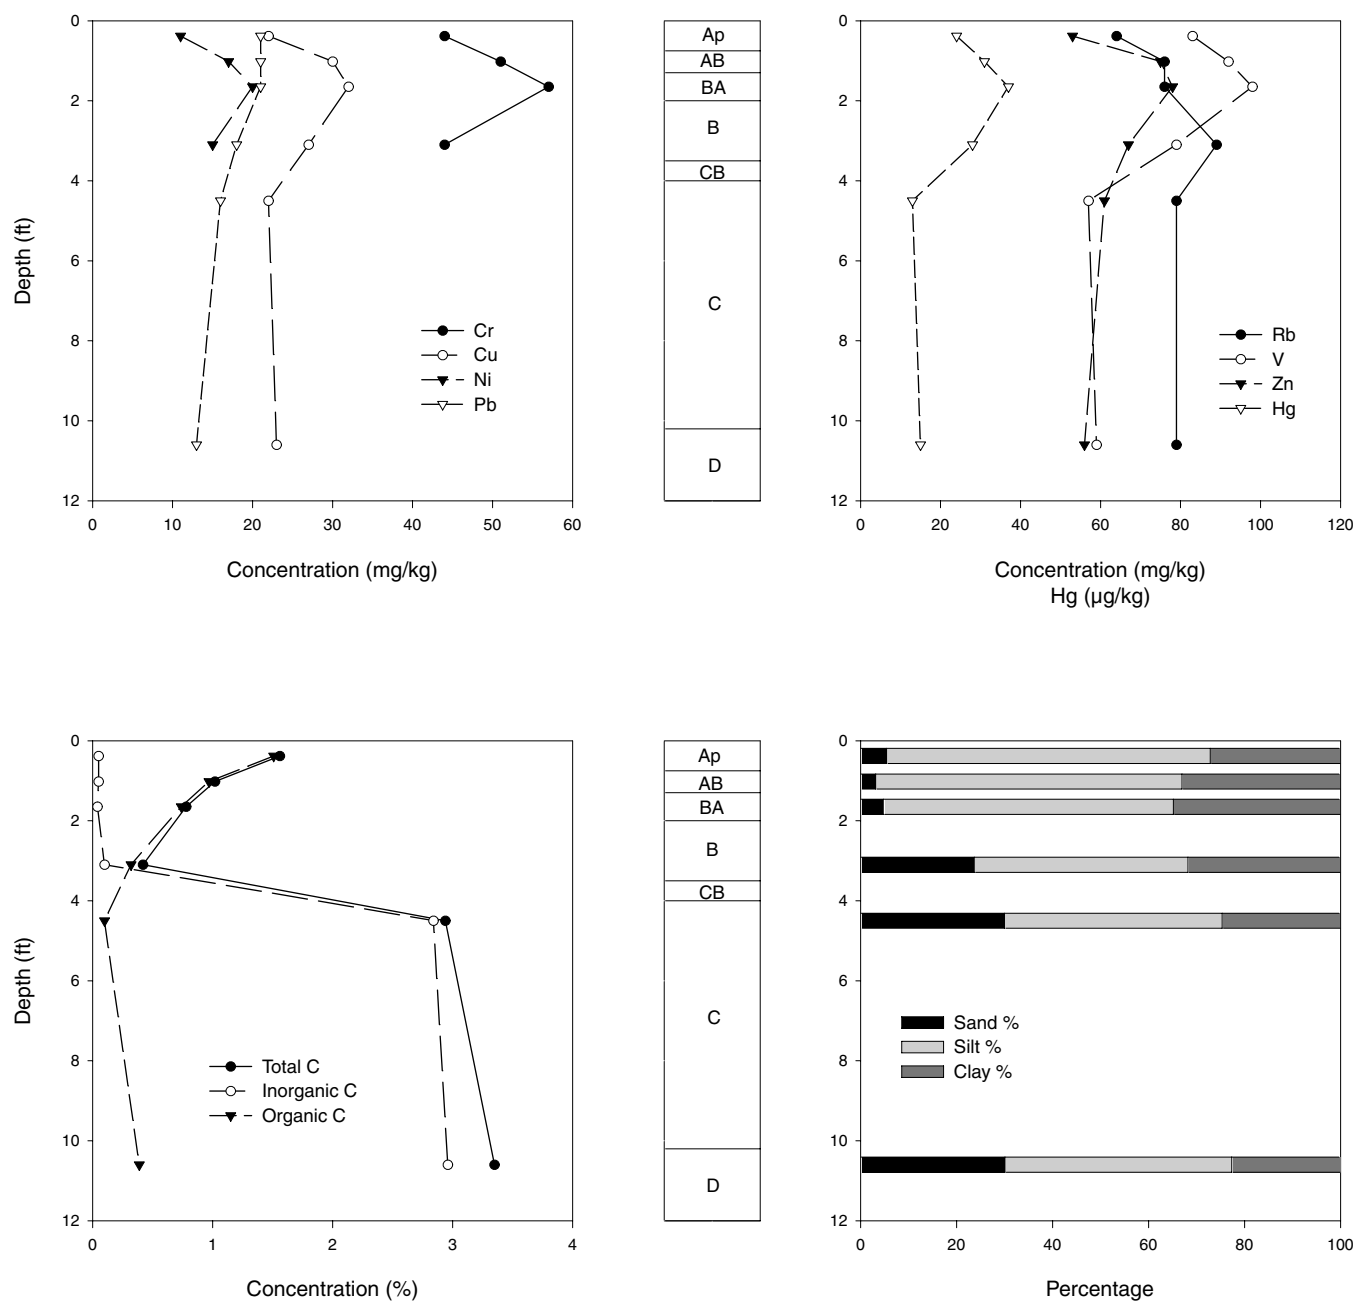 Depth (ft)
0
2
4
6
8
10
12
0 10 20 30 40 50 60
Concentration (mg/kg)
Cr
Cu
Ni
Pb
Ap
AB
BA
B
CB
C
D
0
2
4
6
8
10
12
0 20 40 60 80 100 120
Concentration (mg/kg)
Hg (µg/kg)
Rb
V
Zn
Hg
Depth (ft)
0
2
4
6
8
10
12
0 1 2 3 4
Concentration (%)
Total C
Inorganic C
Organic C
Ap
AB
BA
B
CB
C
D
0
2
4
6
8
10
12
0 20 40 60 80 100
Percentage
Sand %
Silt %
Clay %